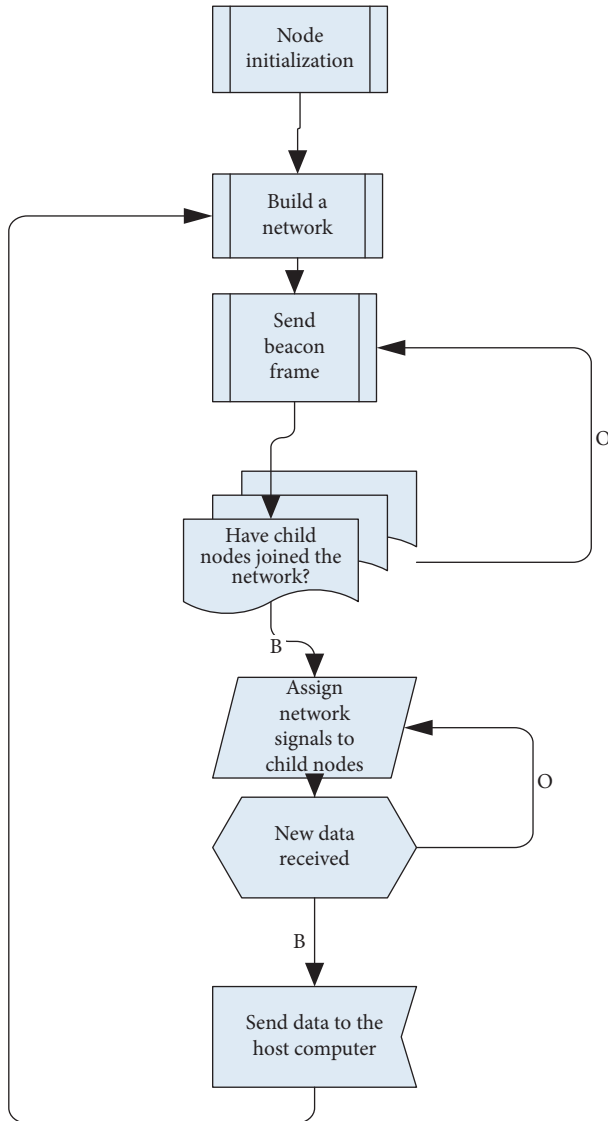 Node
initialization
Build a
network
Send
beacon
frame
O
Have child
nodes joined the
network?
B
Assign
network
signals to
child nodes
O
New data
received
B
Send data to the
host computer